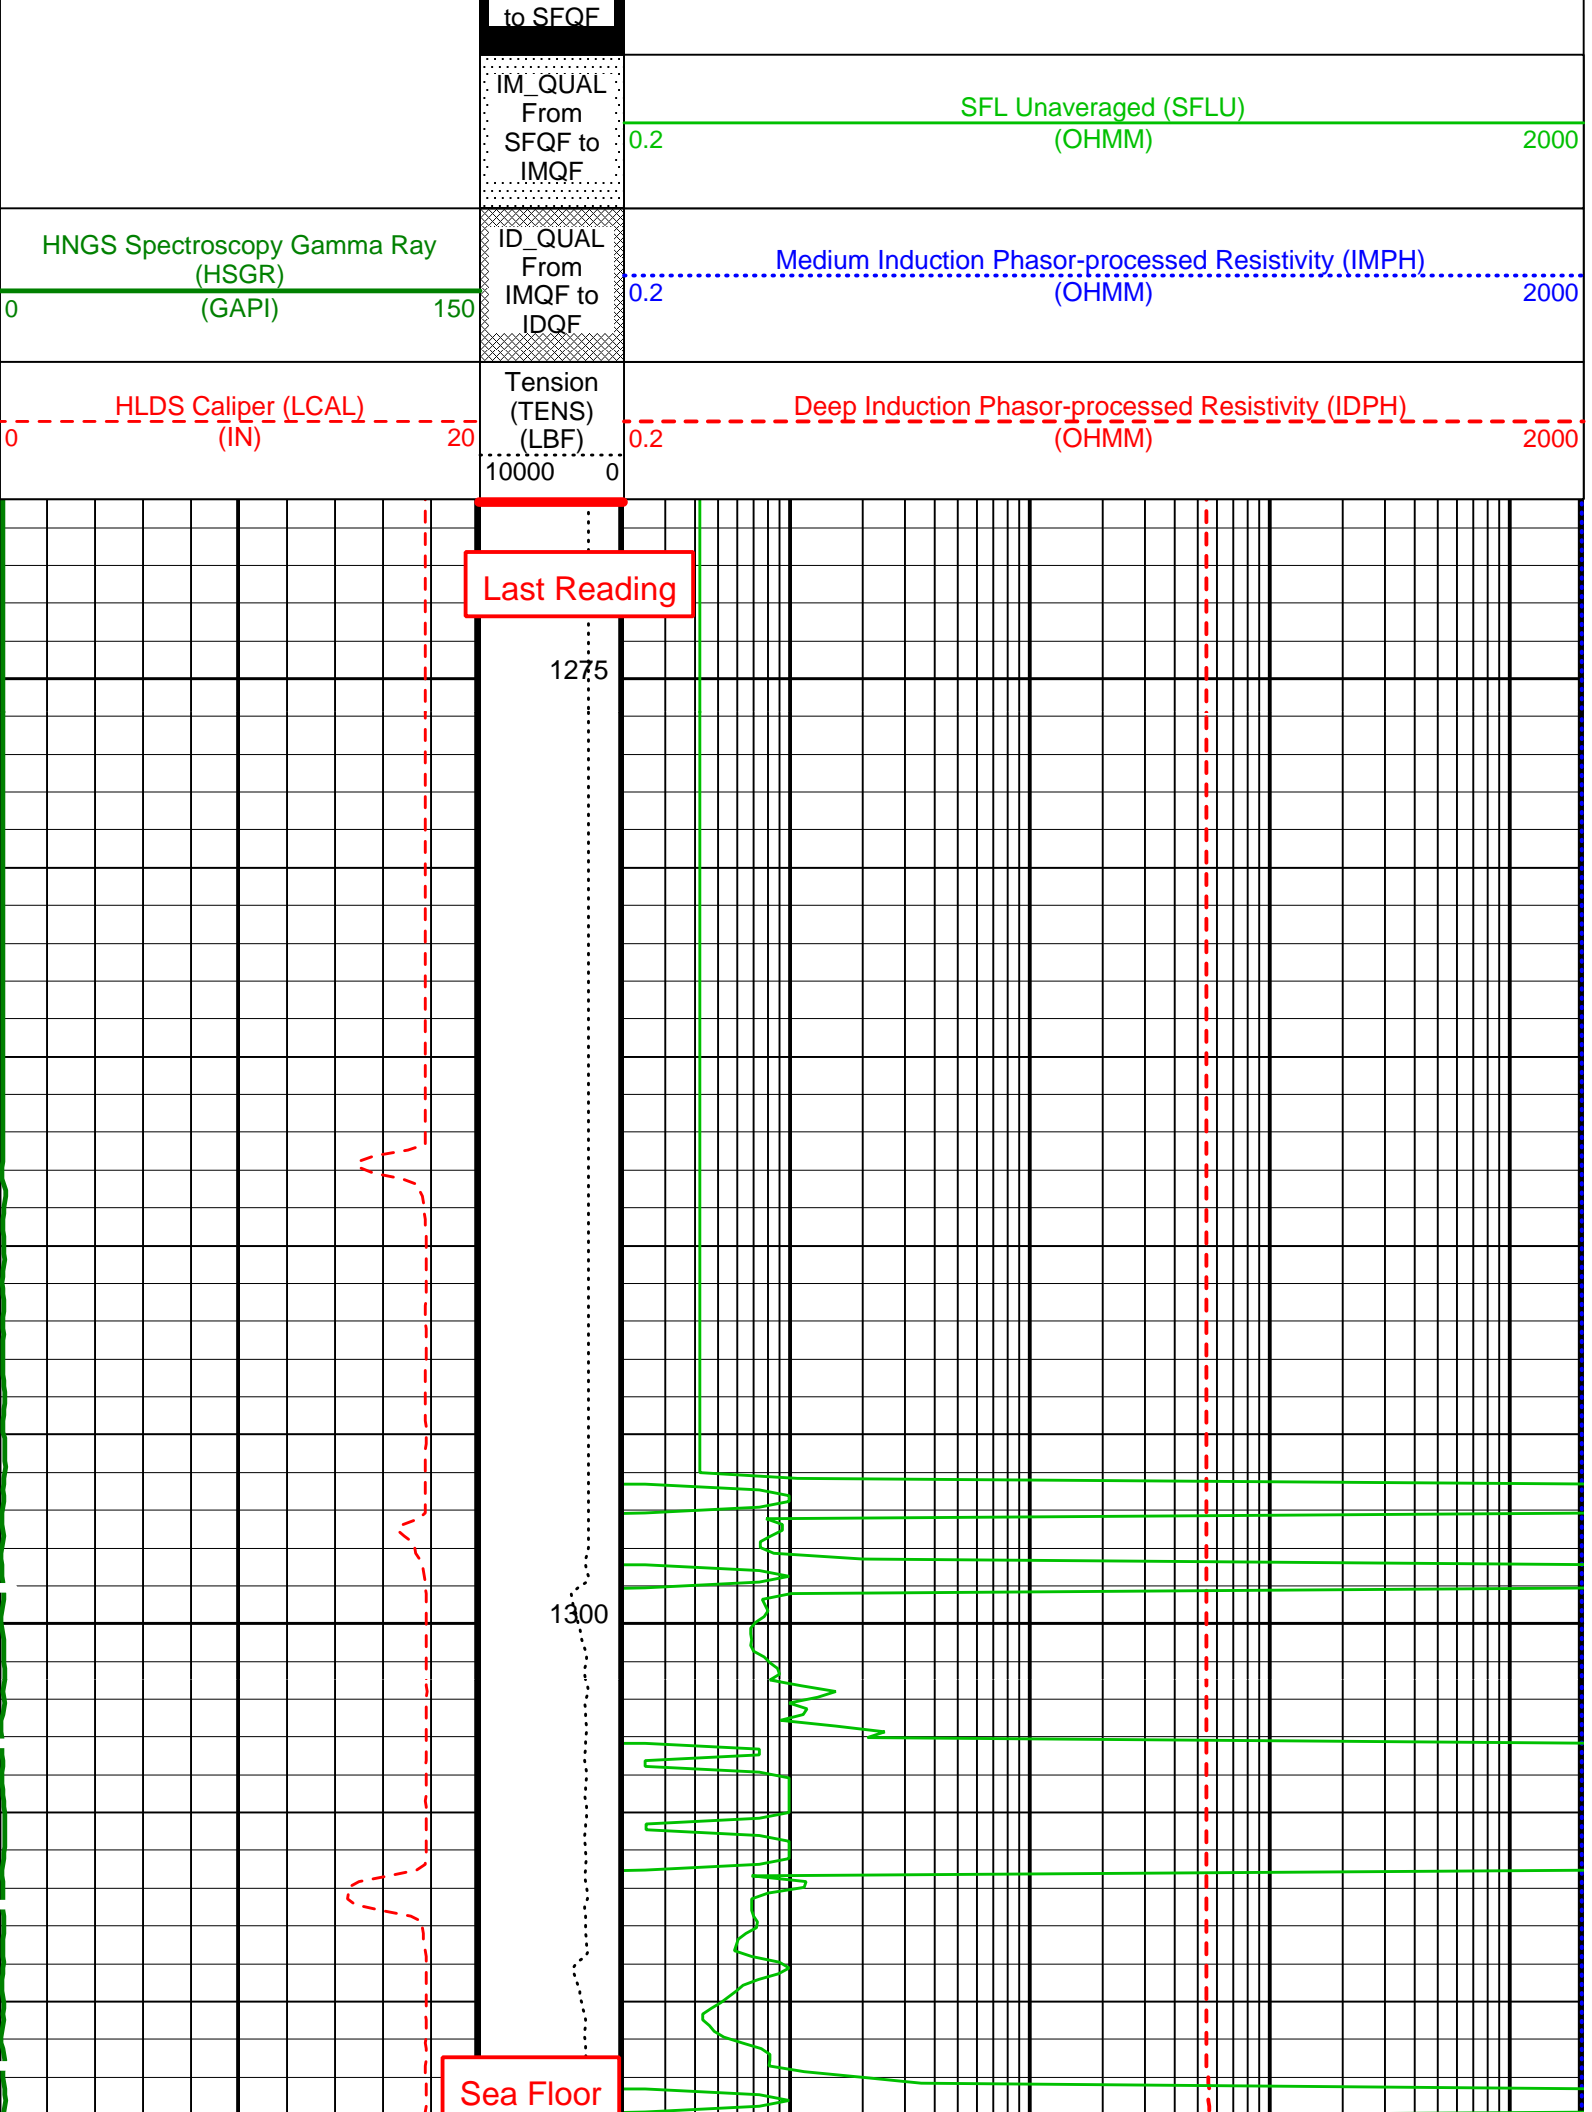 to SFQF
IM_QUAL
From
SFQF to
IMQF
SFL Unaveraged (SFLU)
0.2 (OHMM) 2000
HNGS Spectroscopy Gamma Ray
(HSGR)
0 (GAPI) 150
ID_QUAL
From
IMQF to
IDQF
Medium Induction Phasor-processed Resistivity (IMPH)
0.2 (OHMM) 2000
HLDS Caliper (LCAL)
0 (IN) 20
Tension
(TENS)
(LBF)
10000 0
Deep Induction Phasor-processed Resistivity (IDPH)
0.2 (OHMM) 2000
Last Reading
1275
1300
Sea Floor